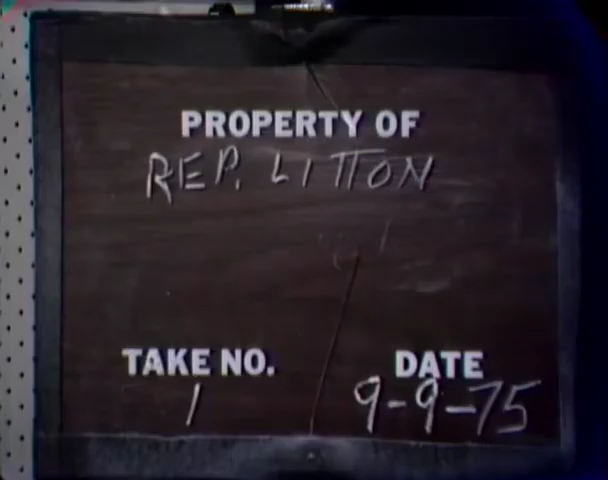 PROPERTY OF
REP. LITTON
TAKE NO.
1
DATE
9-9-75